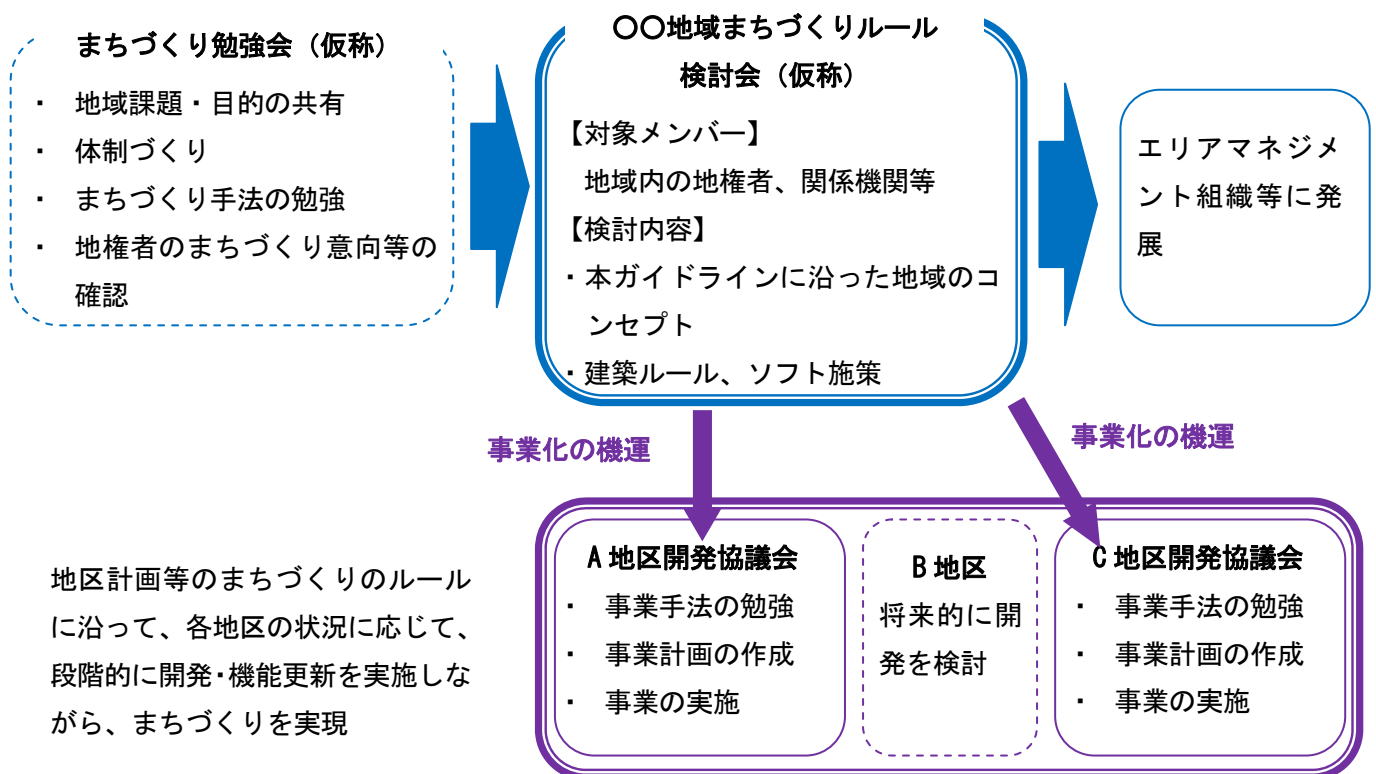 まちづくり勉強会（仮称）
・ 地域課題・目的の共有
・ 体制づくり
・ まちづくり手法の勉強
・ 地権者のまちづくり意向等の
確認
〇〇地域まちづくりルール
検討会（仮称）
【対象メンバー】
地域内の地権者、関係機関等
【検討内容】
・本ガイドラインに沿った地域のコ
ンセプト
・建築ルール、ソフト施策
エリアマネジメ
ント組織等に発
展
事業化の機運
事業化の機運
地区計画等のまちづくりのルール
に沿って、各地区の状況に応じて、
段階的に開発・機能更新を実施しな
がら、まちづくりを実現
A 地区開発協議会
・ 事業手法の勉強
・ 事業計画の作成
・ 事業の実施
B 地区
将来的に開
発を検討
C 地区開発協議会
・ 事業手法の勉強
・ 事業計画の作成
・ 事業の実施